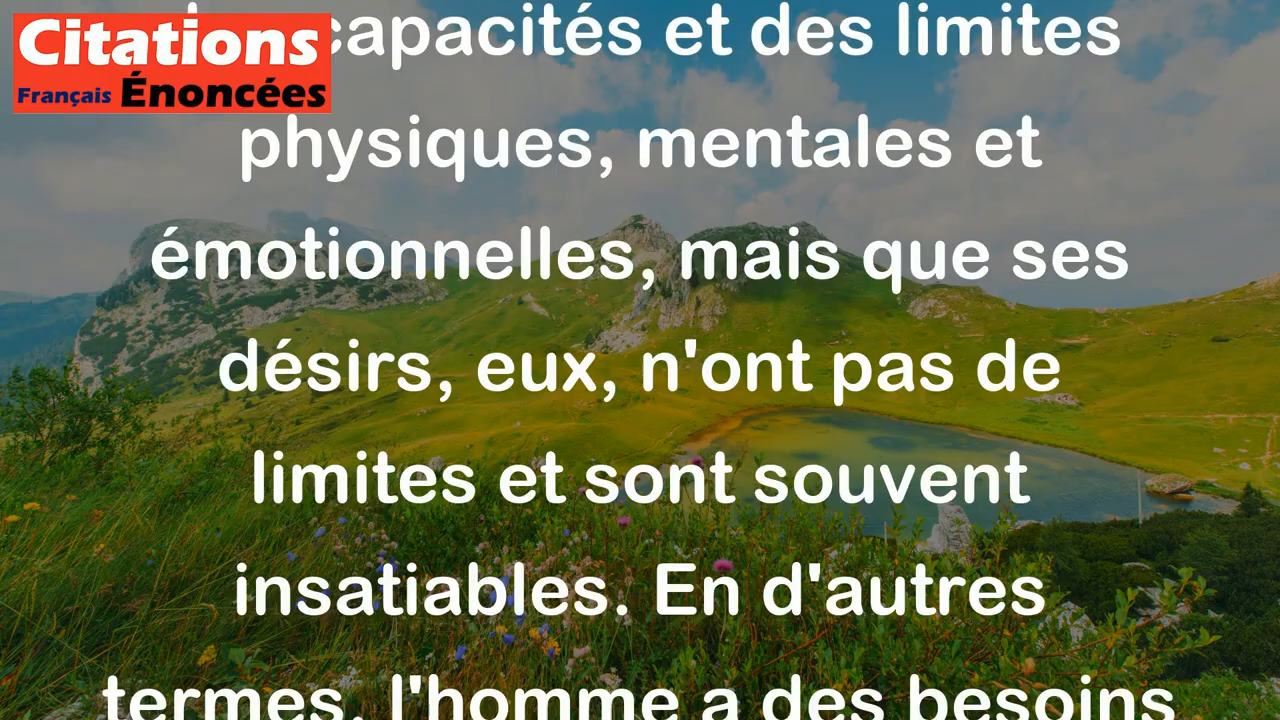 Citations
Français Énoncées
capacités et des limites
physiques, mentales et
émotionnelles, mais que ses
désirs, eux, n'ont pas de
limites et sont souvent
insatiables. En d'autres
termes, l'homme a des besoins